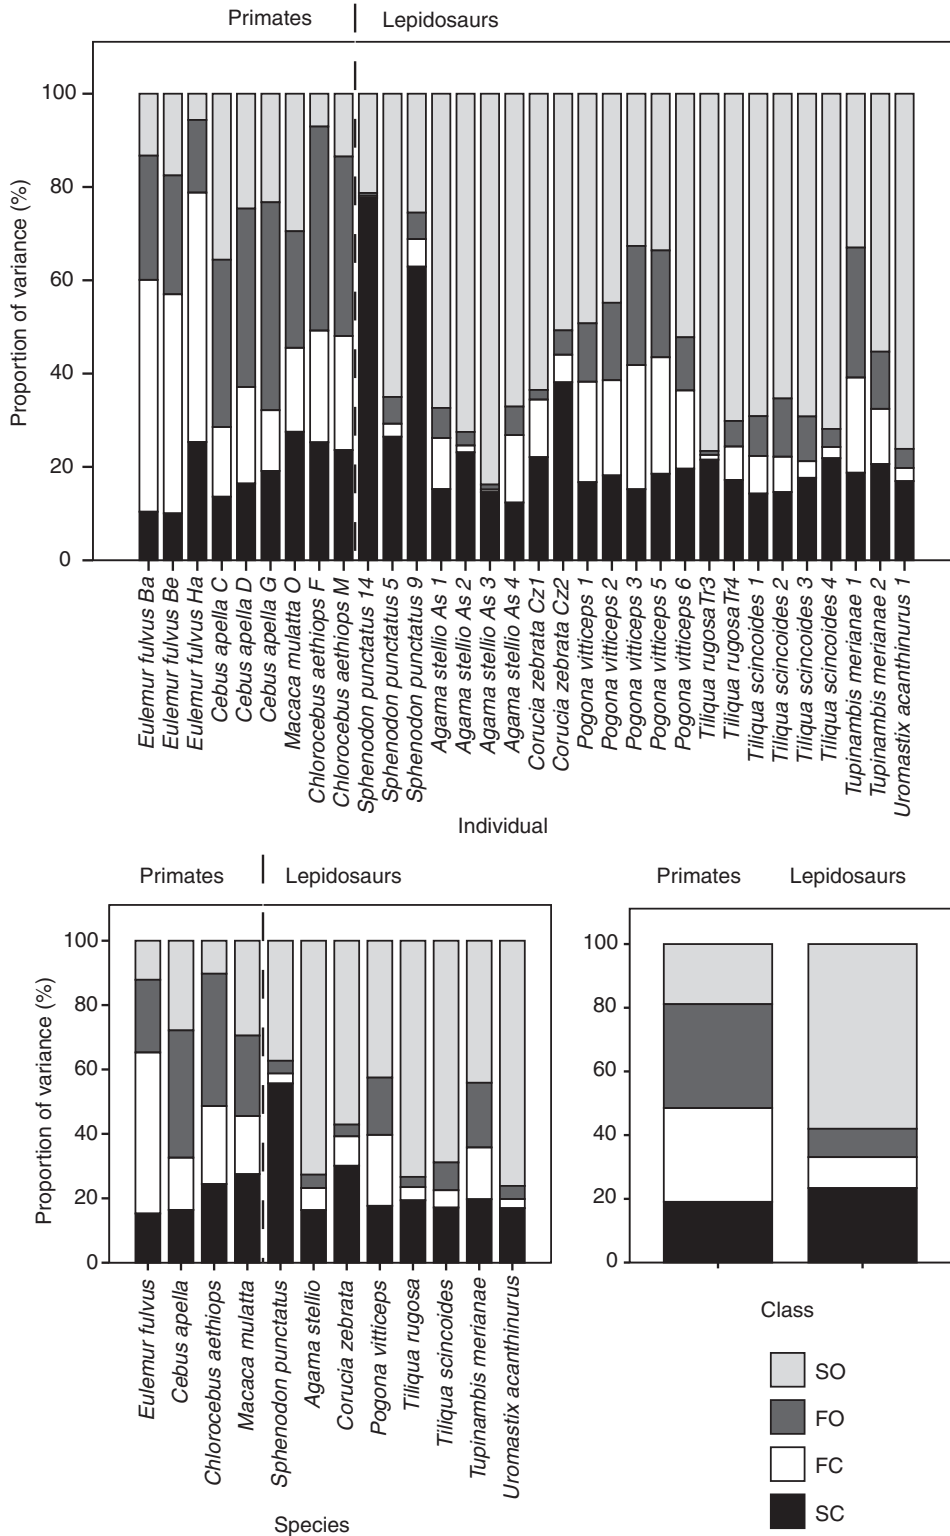 Primates Lepidosaurs
100
80
60
40
20
0
Proportion of variance (%)
Eulemur fulvus Ba
Eulemur fulvus Be
Eulemur fulvus Ha
Cebus apella C
Cebus apella D
Cebus apella G
Macaca mulatta O
Chlorocebus aethiops F
Chlorocebus aethiops M
Sphenodon punctatus 14
Sphenodon punctatus 5
Sphenodon punctatus 9
Agama stellio As 1
Agama stellio As 2
Agama stellio As 3
Agama stellio As 4
Corucia zebrata Cz1
Corucia zebrata Cz2
Pogona vitticeps 1
Pogona vitticeps 2
Pogona vitticeps 3
Pogona vitticeps 5
Pogona vitticeps 6
Tiliqua rugosaTr3
Tiliqua rugosaTr4
Tiliqua scincoides 1
Tiliqua scincoides 2
Tiliqua scincoides 3
Tiliqua scincoides 4
Tupinambis merianae 1
Tupinambis merianae 2
Uromastix acanthinurus 1
Individual
Primates Lepidosaurs
100
80
60
40
20
0
Proportion of variance (%)
Eulemur fulvus
Cebus apella
Chlorocebus aethiops
Macaca mulatta
Sphenodon punctatus
Agama stellio
Corucia zebrata
Pogona vitticeps
Tiliqua rugosa
Tiliqua scincoides
Tupinambis merianae
Uromastix acanthinurus
Species
Primates Lepidosaurs
100
80
60
40
20
0
Class
SO
FO
FC
SC